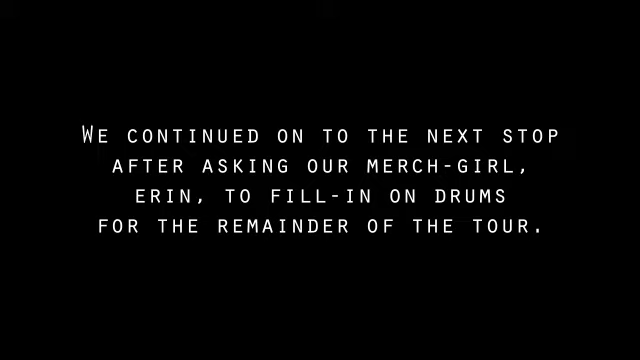 WE CONTINUED ON TO THE NEXT STOP
AFTER ASKING OUR MERCH-GIRL,
ERIN, TO FILL-IN ON DRUMS
FOR THE REMAINDER OF THE TOUR.